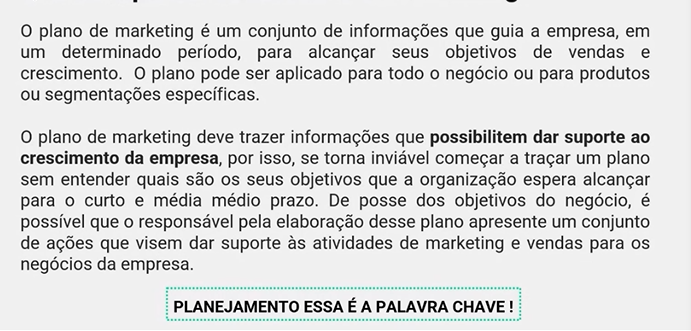 O plano de marketing é um conjunto de informações que guia a empresa, em
um determinado período, para alcançar seus objetivos de vendas e
crescimento. O plano pode ser aplicado para todo o negócio ou para produtos
ou segmentações específicas.
O plano de marketing deve trazer informações que possibilitem dar suporte ao
crescimento da empresa, por isso, se torna inviável começar a traçar um plano
sem entender quais são os seus objetivos que a organização espera alcançar
para o curto e média médio prazo. De posse dos objetivos do negócio, é
possível que o responsável pela elaboração desse plano apresente um conjunto
de ações que visem dar suporte às atividades de marketing e vendas para os
negócios da empresa.
PLANEJAMENTO ESSA É A PALAVRA CHAVE !